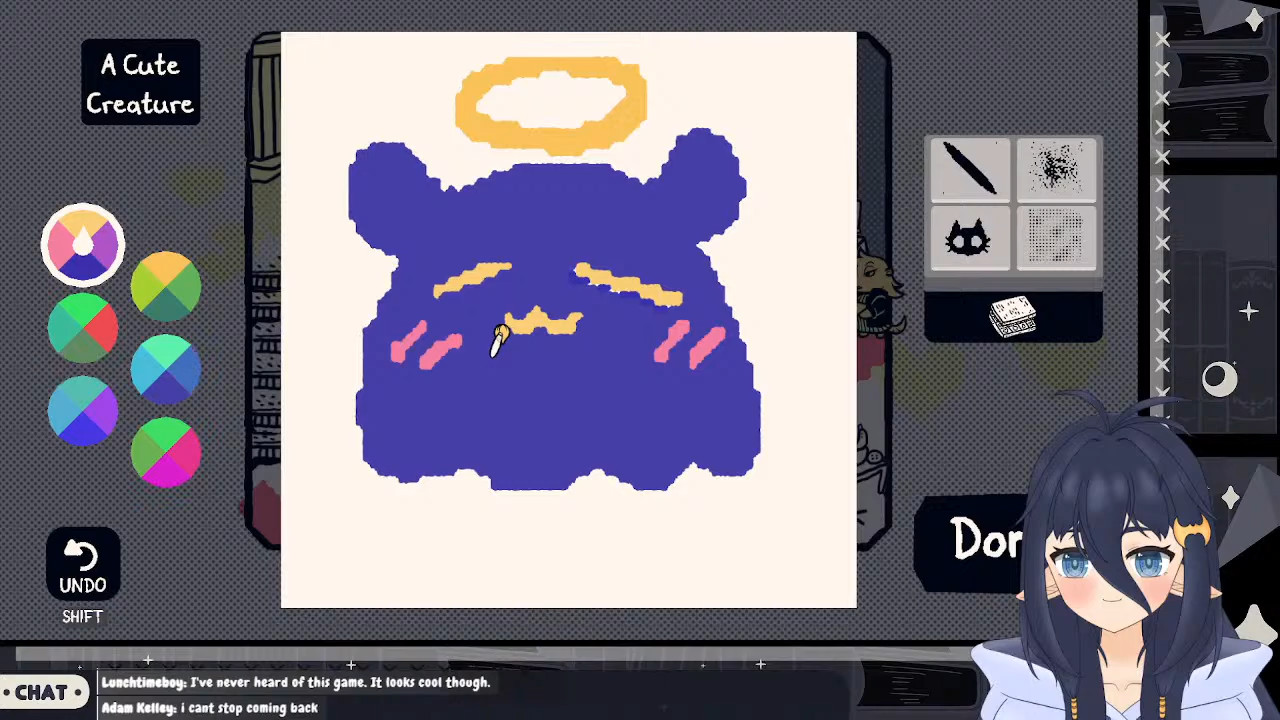 A Cute
Creature
UNDO
SHIFT
Don
CHAT
Lunchtimeboy: i've never heard of this game. It looks cool though.
Adam Kelley: i cant stop coming back